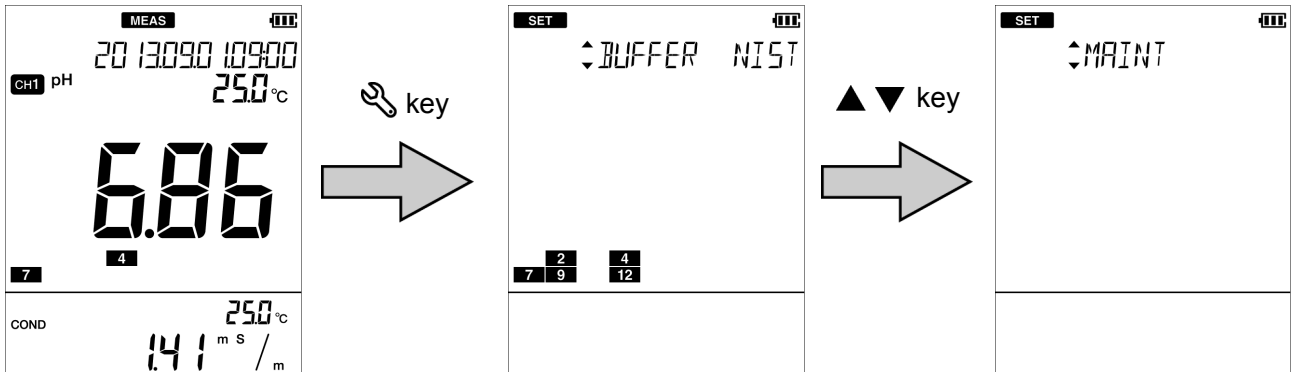 MEAS
2013.09.01.09:00
CH1 pH
25.0 °C
6.86
4
7
COND
25.0 °C
1.41 m S / m
key
SET
BUFFER NIST
2 4
7 9 12
▲ ▼ key
SET
MAINT